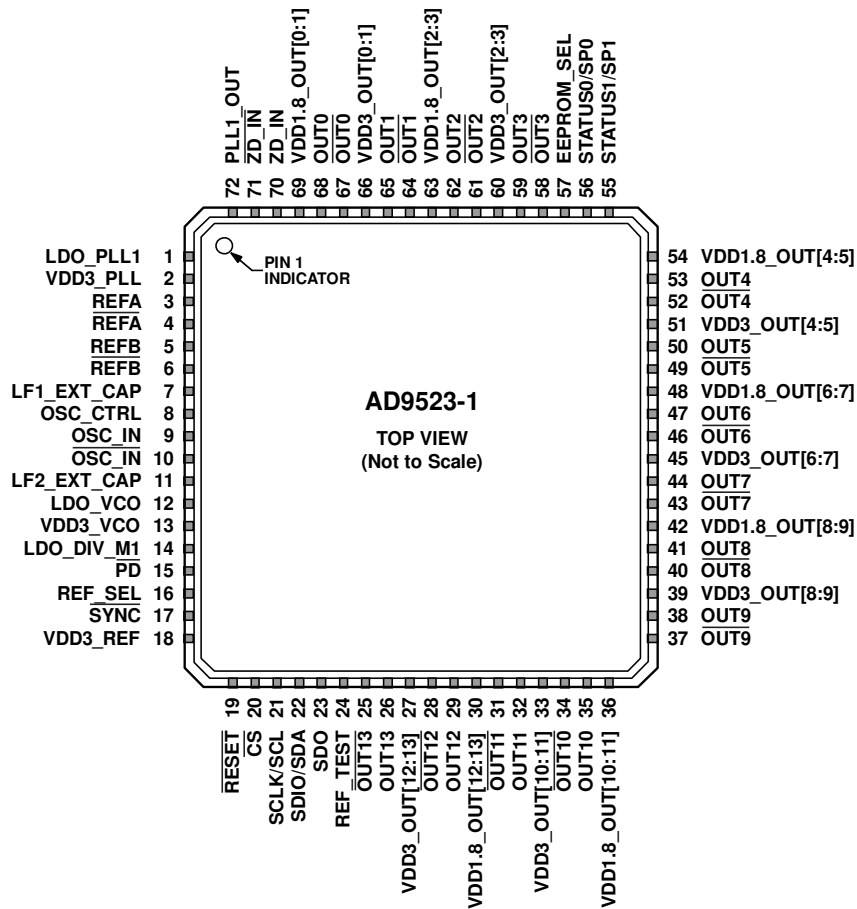 72 PLL1_OUT
71 ZD_IN
70 ZD_IN
69 VDD1.8_OUT[0:1]
68 OUT0
67 OUT0
66 VDD3_OUT[0:1]
65 OUT1
64 OUT1
63 VDD1.8_OUT[2:3]
62 OUT2
61 OUT2
60 VDD3_OUT[2:3]
59 OUT3
58 OUT3
57 EEPROM_SEL
56 STATUS0/SP0
55 STATUS1/SP1
LDO_PLL1 1
VDD3_PLL 2
REFA 3
REFA 4
REFB 5
REFB 6
LF1_EXT_CAP 7
OSC_CTRL 8
OSC_IN 9
OSC_IN 10
LF2_EXT_CAP 11
LDO_VCO 12
VDD3_VCO 13
LDO_DIV_M1 14
PD 15
REF_SEL 16
SYNC 17
VDD3_REF 18
PIN 1
INDICATOR
AD9523-1
TOP VIEW
(Not to Scale)
54 VDD1.8_OUT[4:5]
53 OUT4
52 OUT4
51 VDD3_OUT[4:5]
50 OUT5
49 OUT5
48 VDD1.8_OUT[6:7]
47 OUT6
46 OUT6
45 VDD3_OUT[6:7]
44 OUT7
43 OUT7
42 VDD1.8_OUT[8:9]
41 OUT8
40 OUT8
39 VDD3_OUT[8:9]
38 OUT9
37 OUT9
RESET 19
CS 20
SCLK/SCL 21
SDIO/SDA 22
SDO 23
REF_TEST 24
OUT13 25
OUT13 26
VDD3_OUT[12:13] 27
OUT12 28
OUT12 29
VDD1.8_OUT[12:13] 30
OUT11 31
OUT11 32
VDD3_OUT[10:11] 33
OUT10 34
OUT10 35
VDD1.8_OUT[10:11] 36